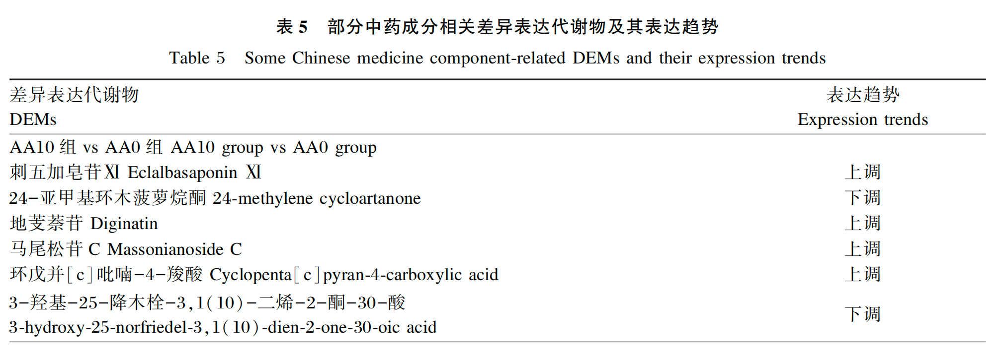 表 5 部分中药成分相关差异表达代谢物及其表达趋势
Table 5 Some Chinese medicine component-related DEMs and their expression trends
差异表达代谢物 表达趋势
DEMs Expression trends
AA10 组 vs AA0 组 AA10 group vs AA0 group
刺五加皂苷Ⅺ Eclalbasaponin Ⅺ 上调
24-亚甲基环木菠萝烷酮 24-methylene cycloartanone 下调
地芰萘苷 Diginatin 上调
马尾松苷 C Massonianoside C 上调
环戊并[c]吡喃-4-羧酸 Cyclopenta[c]pyran-4-carboxylic acid 上调
3-羟基-25-降木栓-3,1(10)-二烯-2-酮-30-酸
下调
3-hydroxy-25-norfriedel-3,1(10)-dien-2-one-30-oic acid